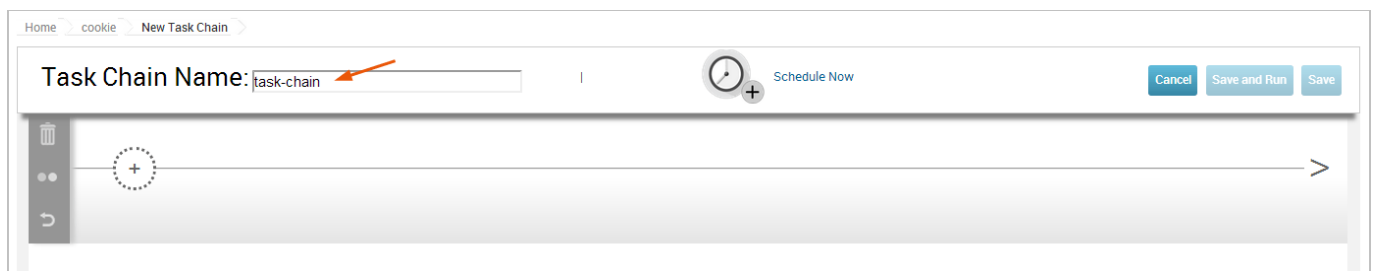 Home cookie New Task Chain
Task Chain Name: task-chain
Schedule Now
Cancel Save and Run Save